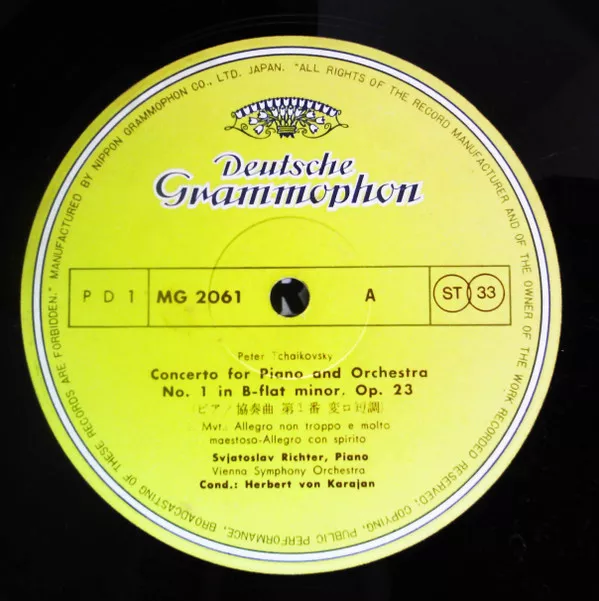 MANUFACTURED BY NIPPON GRAMMOPHON CO., LTD. JAPAN. "ALL RIGHTS OF THE RECORD MANUFACTURER AND OF THE OWNER OF THE WORK RECORDED RESERVED; COPYING, PUBLIC PERFORMANCE, BROADCASTING OF THESE RECORDS ARE FORBIDDEN."
Deutsche
Grammophon
PD1 MG 2061 A ST 33
Peter Tchaikovsky
Concerto for Piano and Orchestra
No. 1 in B-flat minor, Op. 23
(ピアノ協奏曲 第1番 変ロ短調)
Mvt.: Allegro non troppo e molto
maestoso-Allegro con spirito
Svjatoslav Richter, Piano
Vienna Symphony Orchestra
Cond.: Herbert von Karajan